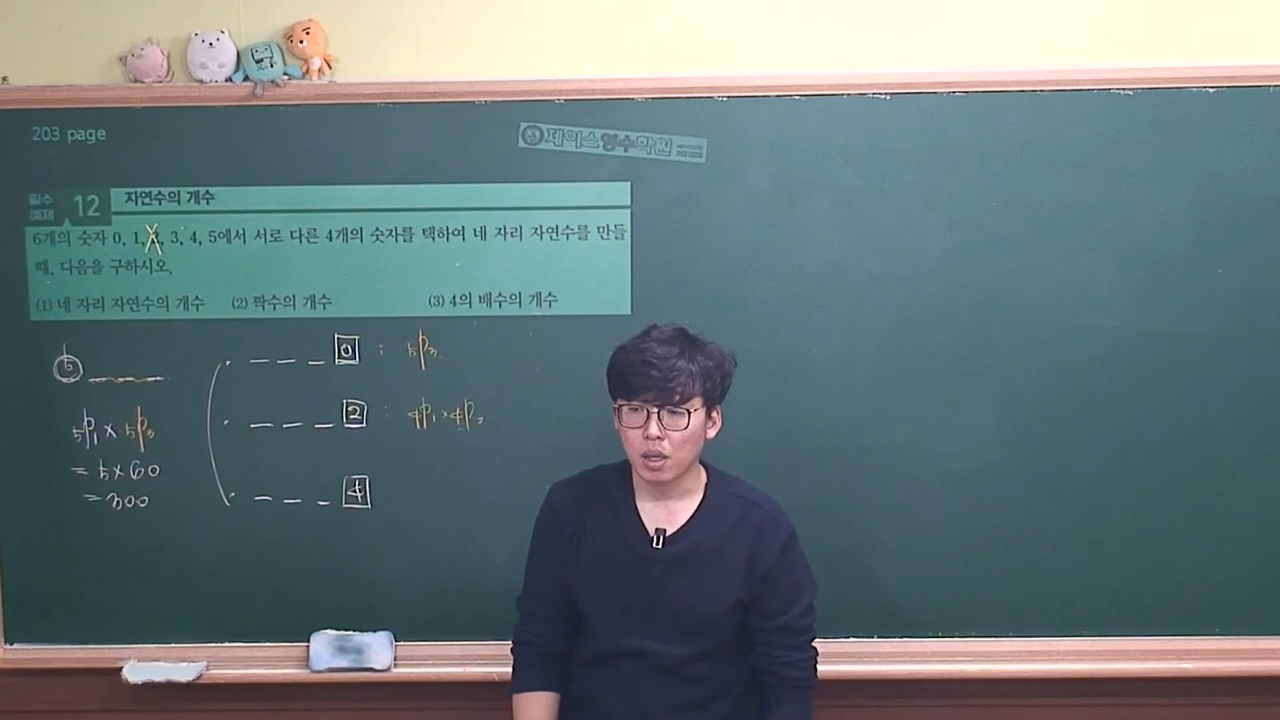 203 page
제이스영수학원
필수
예제 12 자연수의 개수
6개의 숫자 0, 1, 2, 3, 4, 5에서 서로 다른 4개의 숫자를 택하여 네 자리 자연수를 만들
때, 다음을 구하시오.
(1) 네 자리 자연수의 개수 (2) 짝수의 개수 (3) 4의 배수의 개수
5 _ _ _
5P1 × 5P3
= 5×60
= 300
_ _ _ 0 : 5P3
_ _ _ 2 : 4P1×4P2
_ _ _ 4